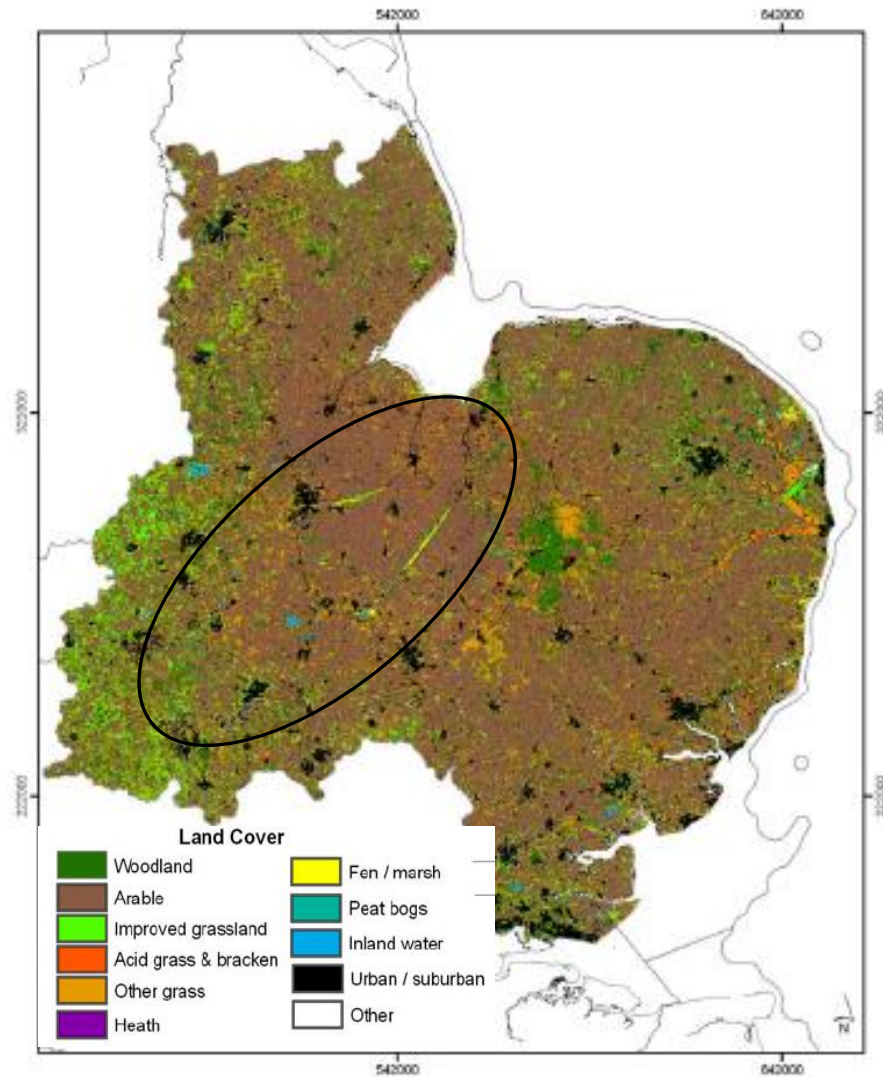 542000
642000
Land Cover
Woodland
Arable
Improved grassland
Acid grass & bracken
Other grass
Heath
Fen / marsh
Peat bogs
Inland water
Urban / suburban
Other
N
542000
642000